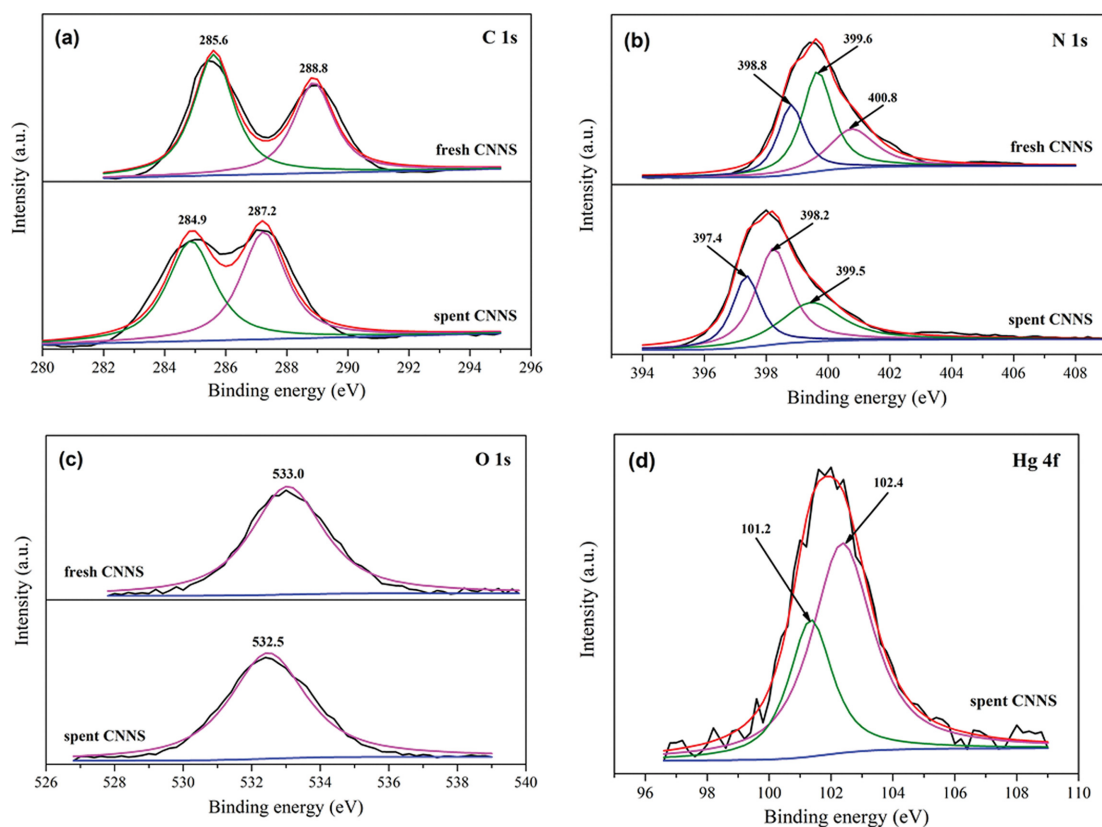 (a)
C 1s
285.6
288.8
fresh CNNS
284.9
287.2
spent CNNS
Intensity (a.u.)
280 282 284 286 288 290 292 294 296
Binding energy (eV)
(b)
N 1s
399.6
398.8
400.8
fresh CNNS
398.2
397.4
399.5
spent CNNS
Intensity (a.u.)
394 396 398 400 402 404 406 408
Binding energy (eV)
(c)
O 1s
533.0
fresh CNNS
532.5
spent CNNS
Intensity (a.u.)
526 528 530 532 534 536 538 540
Binding energy (eV)
(d)
Hg 4f
102.4
101.2
spent CNNS
Intensity (a.u.)
96 98 100 102 104 106 108 110
Binding energy (eV)